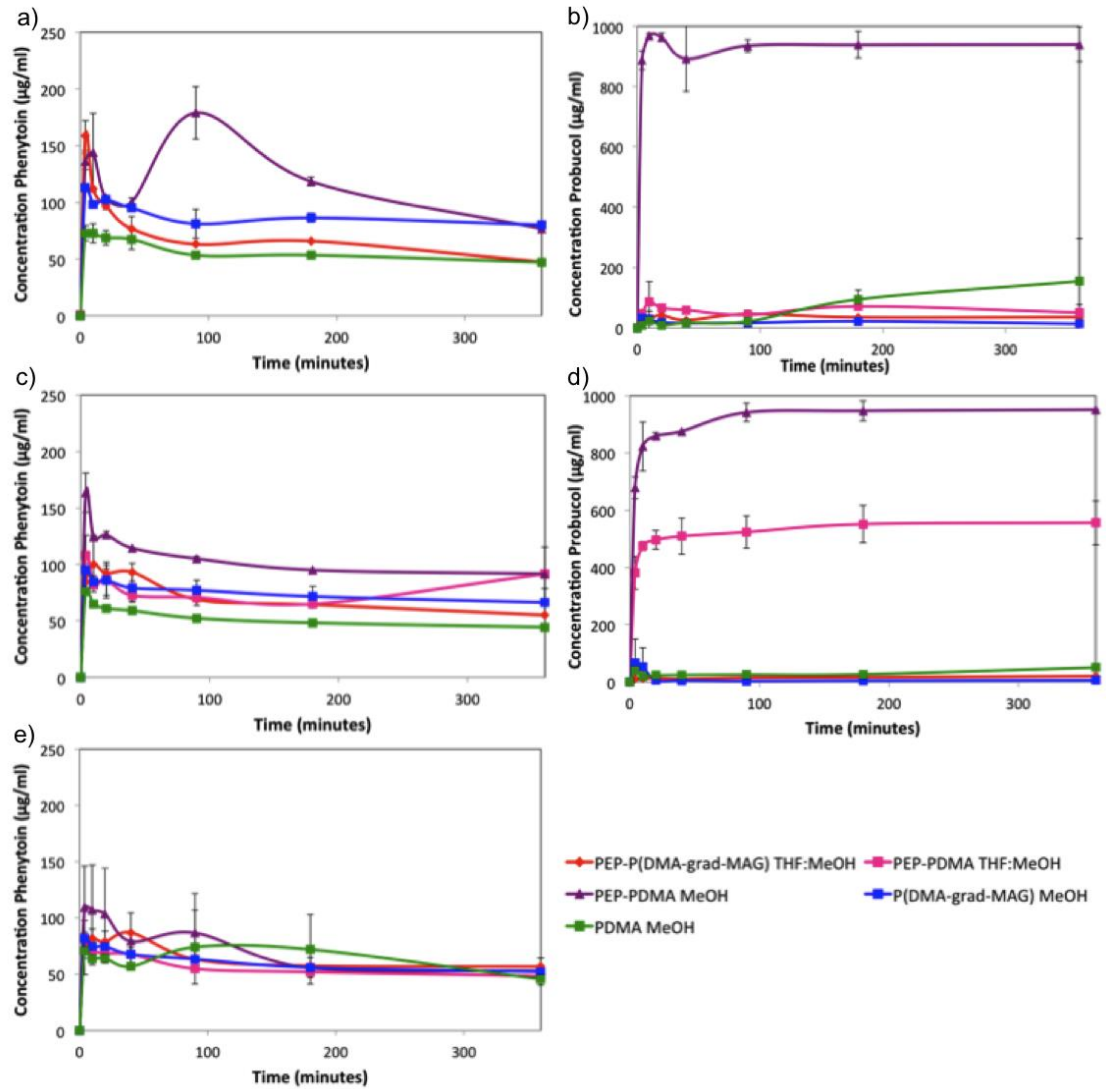 a)
250
200
150
100
50
0
Concentration Phenytoin (µg/ml)
0 100 200 300
Time (minutes)
b)
1000
800
600
400
200
0
Concentration Probucol (µg/ml)
0 100 200 300
Time (minutes)
c)
250
200
150
100
50
0
Concentration Phenytoin (µg/ml)
0 100 200 300
Time (minutes)
d)
1000
800
600
400
200
0
Concentration Probucol (µg/ml)
0 100 200 300
Time (minutes)
e)
250
200
150
100
50
0
Concentration Phenytoin (µg/ml)
0 100 200 300
Time (minutes)
PEP-P(DMA-grad-MAG) THF:MeOH PEP-PDMA THF:MeOH
PEP-PDMA MeOH P(DMA-grad-MAG) MeOH
PDMA MeOH